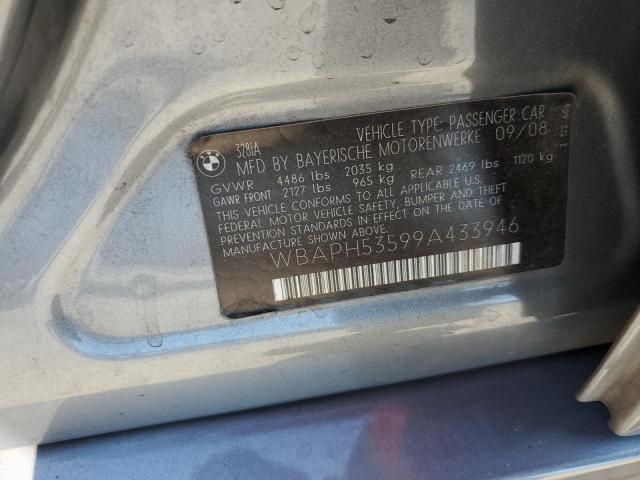 BMW
328iA
VEHICLE TYPE: PASSENGER CAR
MFD BY BAYERISCHE MOTORENWERKE 09/08
GVWR 4486 lbs 2035 kg
GAWR FRONT 2127 lbs 965 kg REAR 2469 lbs 1120 kg
THIS VEHICLE CONFORMS TO ALL APPLICABLE U.S.
FEDERAL MOTOR VEHICLE SAFETY, BUMPER AND THEFT
PREVENTION STANDARDS IN EFFECT ON THE DATE OF
MANUFACTURE SHOWN ABOVE:
WBAPH53599A433946